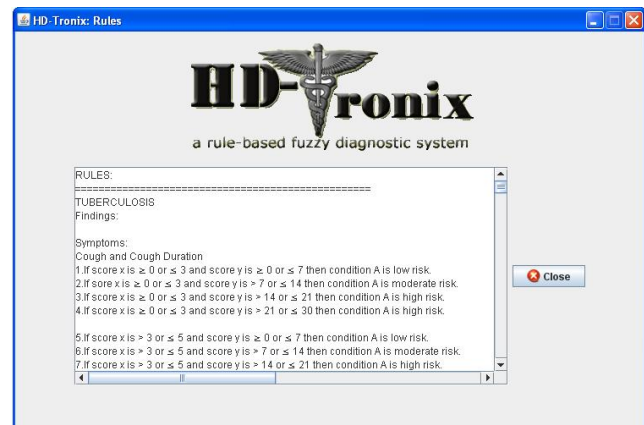 HD-Tronix: Rules
HD-Tronix
a rule-based fuzzy diagnostic system
RULES:
=====================================================
TUBERCULOSIS
Findings:
Symptoms:
Cough and Cough Duration
1.If score x is ≥ 0 or ≤ 3 and score y is ≥ 0 or ≤ 7 then condition A is low risk.
2.If sore x is ≥ 0 or ≤ 3 and score y is > 7 or ≤ 14 then condition A is moderate risk.
3.If score x is ≥ 0 or ≤ 3 and score y is > 14 or ≤ 21 then condition A is high risk.
4.If score x is ≥ 0 or ≤ 3 and score y is > 21 or ≤ 30 then condition A is high risk.
5.If score x is > 3 or ≤ 5 and score y is ≥ 0 or ≤ 7 then condition A is low risk.
6.If score x is > 3 or ≤ 5 and score y is > 7 or ≤ 14 then condition A is moderate risk.
7.If score x is > 3 or ≤ 5 and score y is > 14 or ≤ 21 then condition A is high risk.
Close